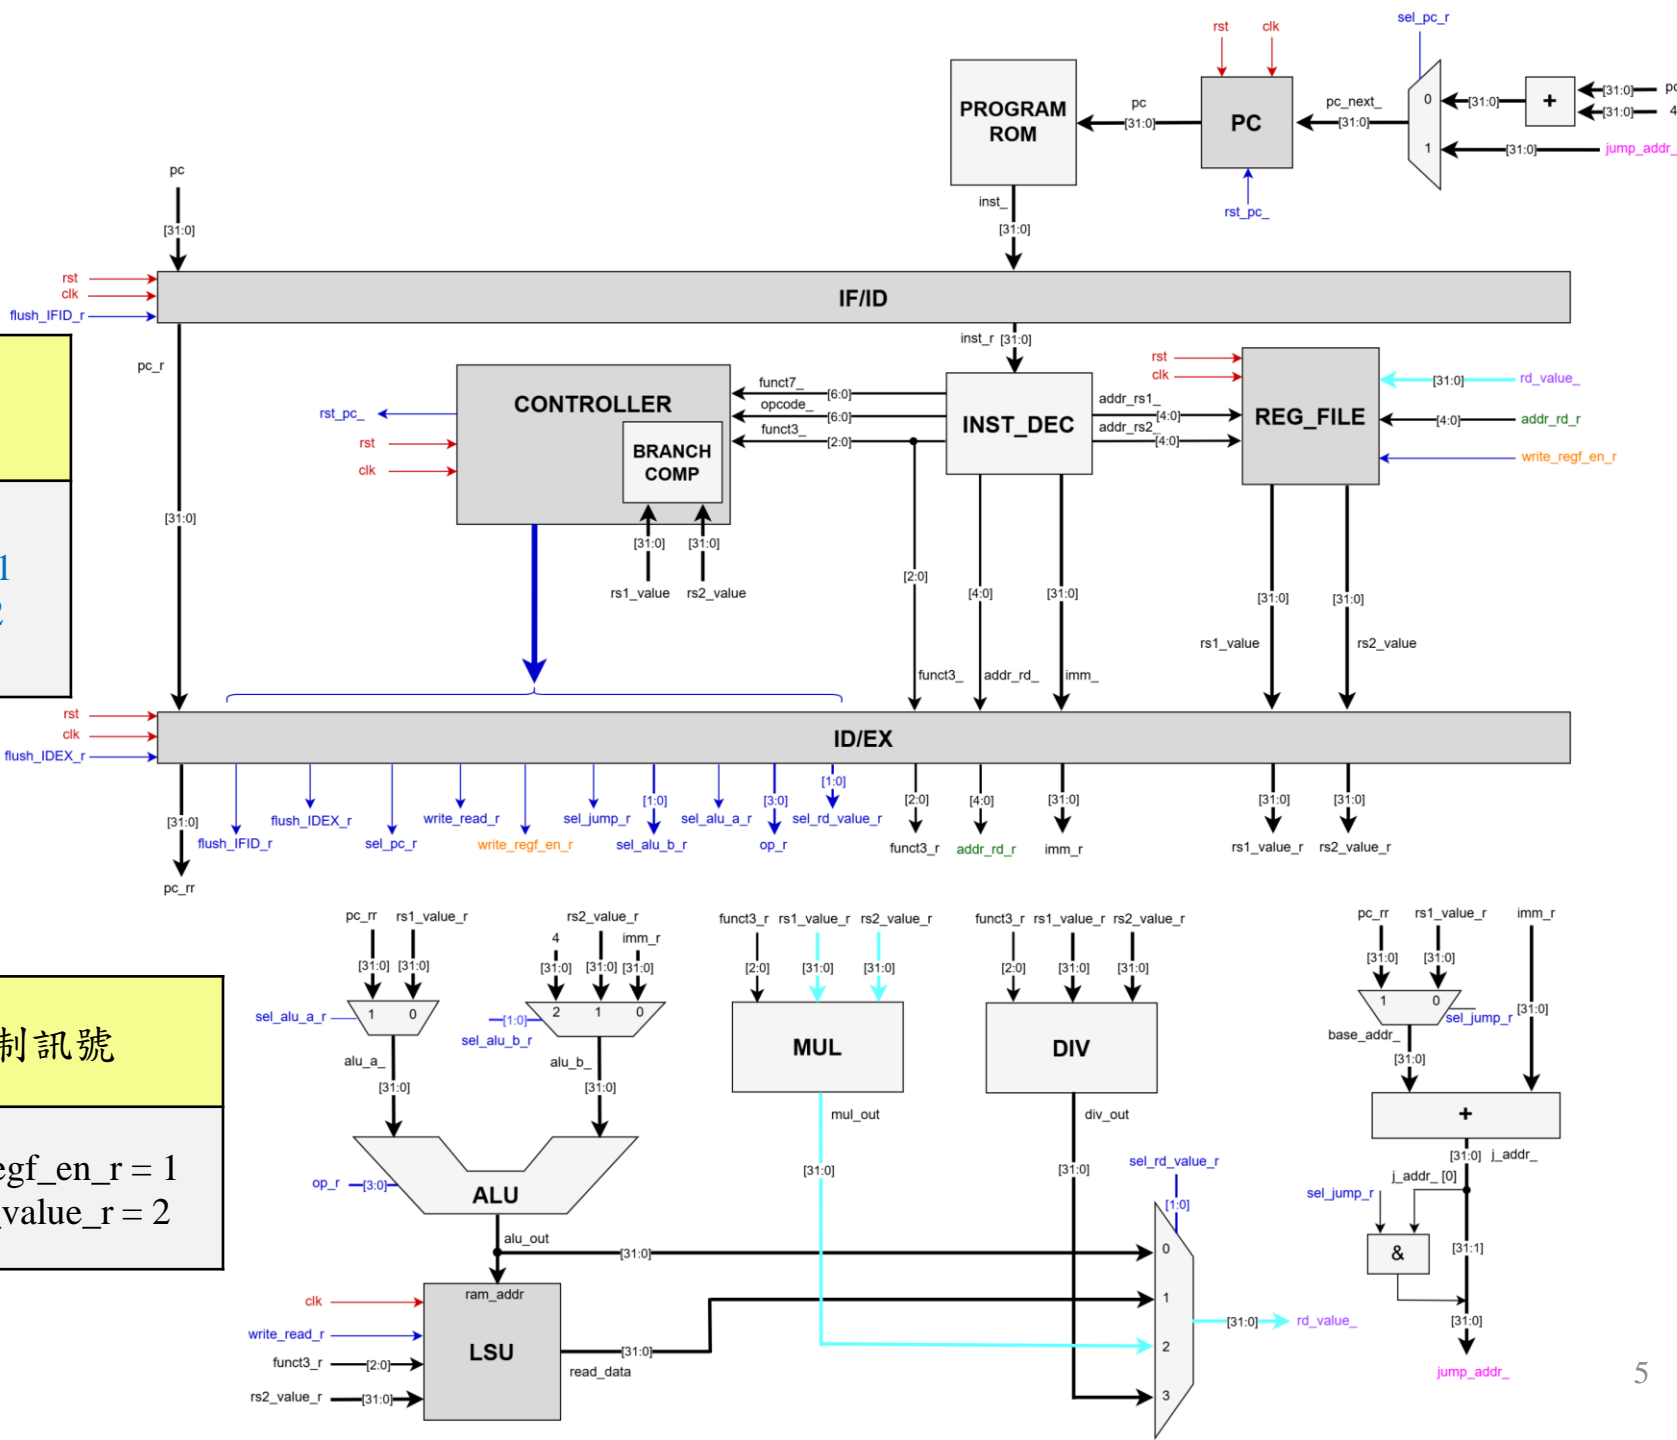 sel_pc_r
rst
clk
PROGRAM
ROM
pc
[31:0]
PC
pc_next_
[31:0]
0
1
[31:0]
+
[31:0]
[31:0]
4
[31:0]
jump_addr_
rst_pc_
inst_
[31:0]
pc
[31:0]
rst
clk
flush_IFID_r
IF/ID
pc_r
[31:0]
inst_r
[31:0]
CONTROLLER
BRANCH
COMP
rst_pc_
rst
clk
funct7_
[6:0]
opcode_
[6:0]
funct3_
[2:0]
INST_DEC
addr_rs1_
[4:0]
addr_rs2_
[4:0]
rst
clk
REG_FILE
[31:0]
rd_value_
[4:0]
addr_rd_r
write_regf_en_r
1
2
[31:0]
[31:0]
rs1_value
rs2_value
[2:0]
[4:0]
[31:0]
[31:0]
[31:0]
rs1_value
rs2_value
funct3_
addr_rd_
imm_
rst
clk
flush_IDEX_r
ID/EX
[31:0]
pc_rr
flush_IFID_r
flush_IDEX_r
sel_pc_r
write_read_r
write_regf_en_r
sel_jump_r
[1:0]
sel_alu_b_r
sel_alu_a_r
[3:0]
op_r
[1:0]
sel_rd_value_r
[2:0]
funct3_r
[4:0]
addr_rd_r
[31:0]
imm_r
[31:0]
rs1_value_r
[31:0]
rs2_value_r
制訊號
egf_en_r = 1
_value_r = 2
pc_rr
rs1_value_r
[31:0]
[31:0]
1
0
sel_alu_a_r
alu_a_
[31:0]
rs2_value_r
4
imm_r
[31:0]
[31:0]
[31:0]
2
1
0
[1:0]
sel_alu_b_r
alu_b_
[31:0]
op_r
[3:0]
ALU
alu_out
[31:0]
funct3_r
rs1_value_r
rs2_value_r
[2:0]
[31:0]
[31:0]
MUL
mul_out
[31:0]
funct3_r
rs1_value_r
rs2_value_r
[2:0]
[31:0]
[31:0]
DIV
div_out
[31:0]
sel_rd_value_r
[1:0]
0
1
2
3
[31:0]
rd_value_
clk
write_read_r
funct3_r
[2:0]
rs2_value_r
[31:0]
ram_addr
LSU
[31:0]
read_data
pc_rr
rs1_value_r
imm_r
[31:0]
[31:0]
1
0
sel_jump_r
[31:0]
base_addr_
[31:0]
+
[31:0]
j_addr_
j_addr_ [0]
sel_jump_r
&
[31:1]
[31:0]
jump_addr_
5